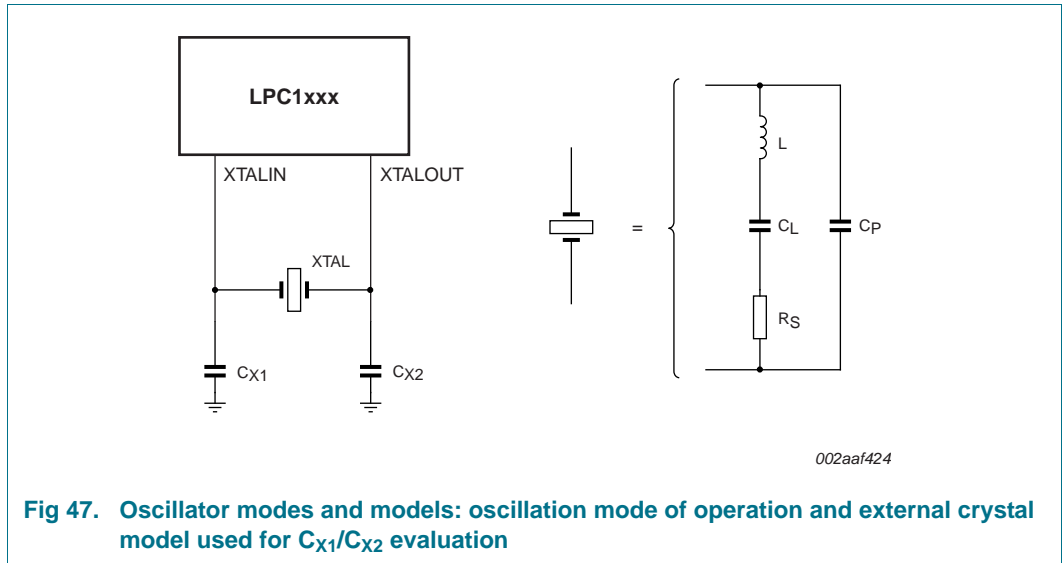 LPC1xxx
XTALIN
XTALOUT
XTAL
CX1
CX2
=
L
CL
CP
RS
002aaf424
Fig 47. Oscillator modes and models: oscillation mode of operation and external crystal
model used for CX1/CX2 evaluation